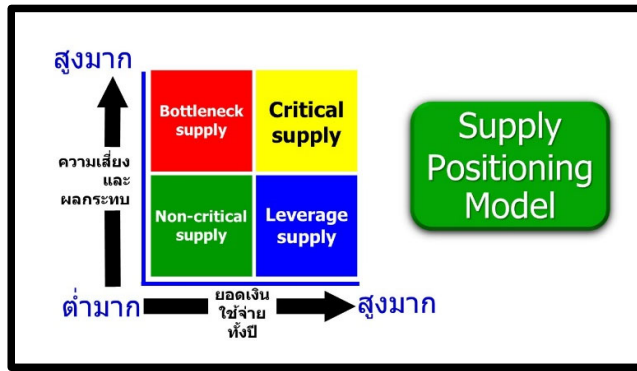 สูงมาก
Bottleneck
supply
Critical
supply
ความเสี่ยง
และ
ผลกระทบ
Non-critical
supply
Leverage
supply
ต่ำมาก
ยอดเงิน
ใช้จ่าย
ทั้งปี
สูงมาก
Supply
Positioning
Model